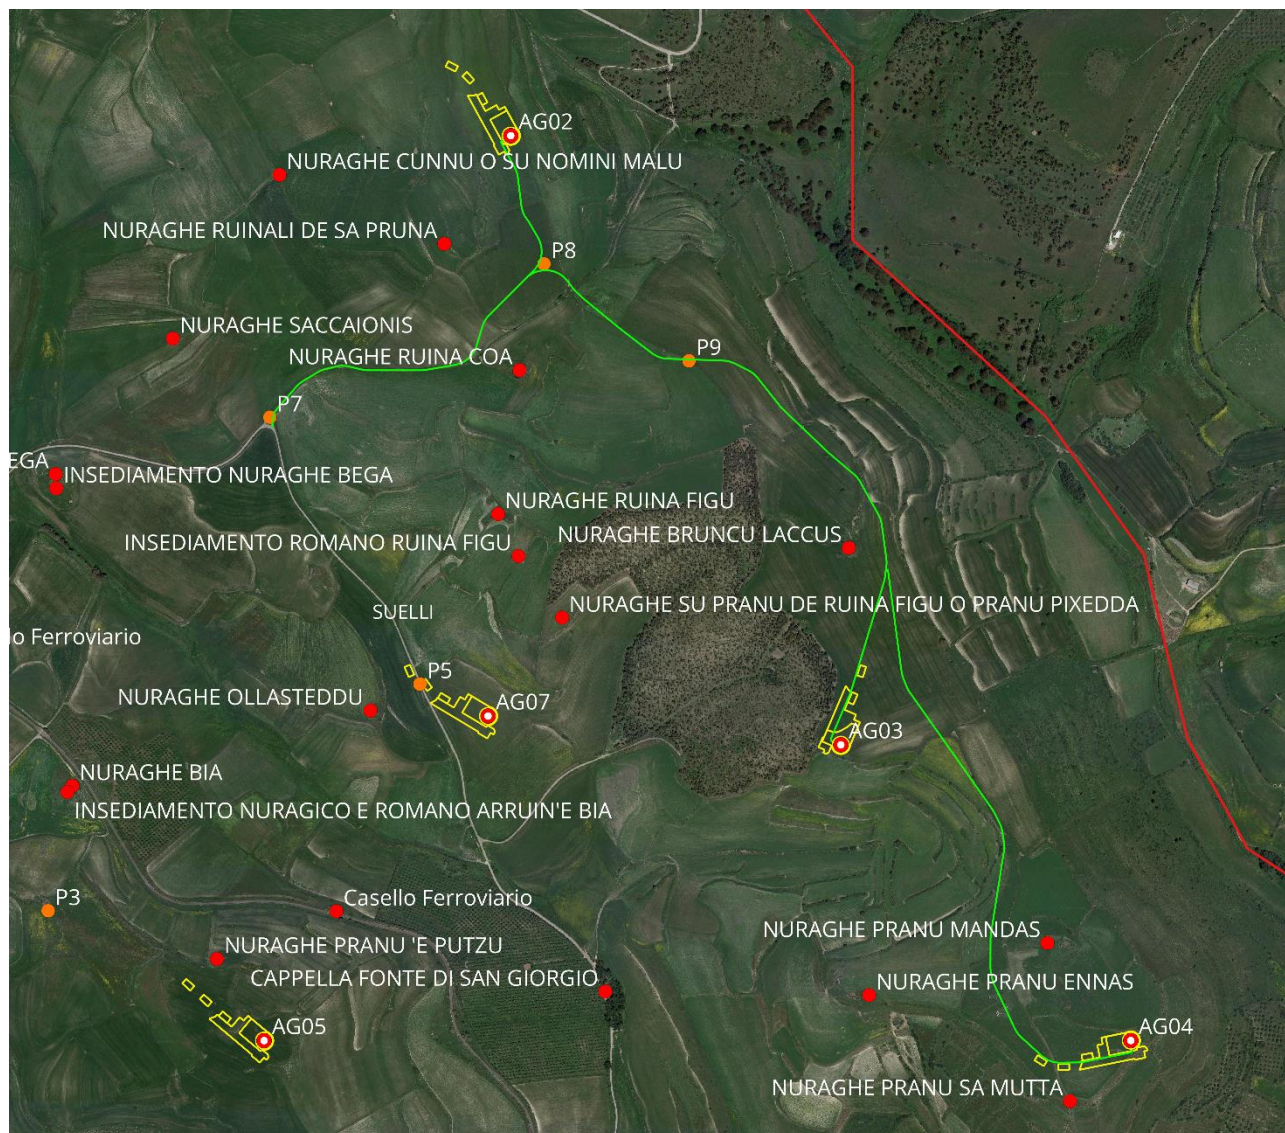 AG02
NURAGHE CUNNU O SU NOMINI MALU
NURAGHE RUINALI DE SA PRUNA
P8
NURAGHE SACCAIONIS
NURAGHE RUINA COA
P9
P7
EGA
INSEDIAMENTO NURAGHE BEGA
NURAGHE RUINA FIGU
NURAGHE BRUNCU LACCUS
INSEDIAMENTO ROMANO RUINA FIGU
NURAGHE SU PRANU DE RUINA FIGU O PRANU PIXEDDA
SUELLI
lo Ferroviario
P5
NURAGHE OLLASTEDDU
AG07
AG03
NURAGHE BIA
INSEDIAMENTO NURAGICO E ROMANO ARRUIN'E BIA
P3
Casello Ferroviario
NURAGHE PRANU MANDAS
NURAGHE PRANU 'E PUTZU
CAPPELLA FONTE DI SAN GIORGIO
NURAGHE PRANU ENNAS
AG05
AG04
NURAGHE PRANU SA MUTTA